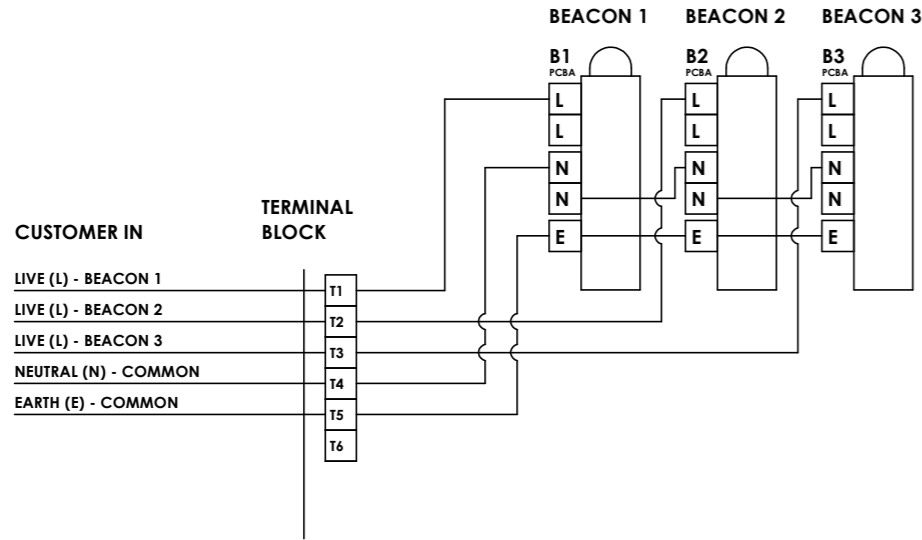 BEACON 1 BEACON 2 BEACON 3
B1 B2 B3
PCBA PCBA PCBA
L L L
L L L
N N N
N N N
E E E
TERMINAL
BLOCK
CUSTOMER IN
LIVE (L) - BEACON 1
T1
LIVE (L) - BEACON 2
T2
LIVE (L) - BEACON 3
T3
NEUTRAL (N) - COMMON
T4
EARTH (E) - COMMON
T5
T6